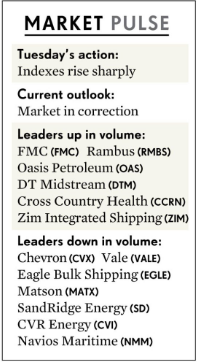 MARKET PULSE
Tuesday's action:
Indexes rise sharply
Current outlook:
Market in correction
Leaders up in volume:
FMC (FMC) Rambus (RMBS)
Oasis Petroleum (OAS)
DT Midstream (DTM)
Cross Country Health (CCRN)
Zim Integrated Shipping (ZIM)
Leaders down in volume:
Chevron (CVX) Vale (VALE)
Eagle Bulk Shipping (EGLE)
Matson (MATX)
SandRidge Energy (SD)
CVR Energy (CVI)
Navios Maritime (NMM)